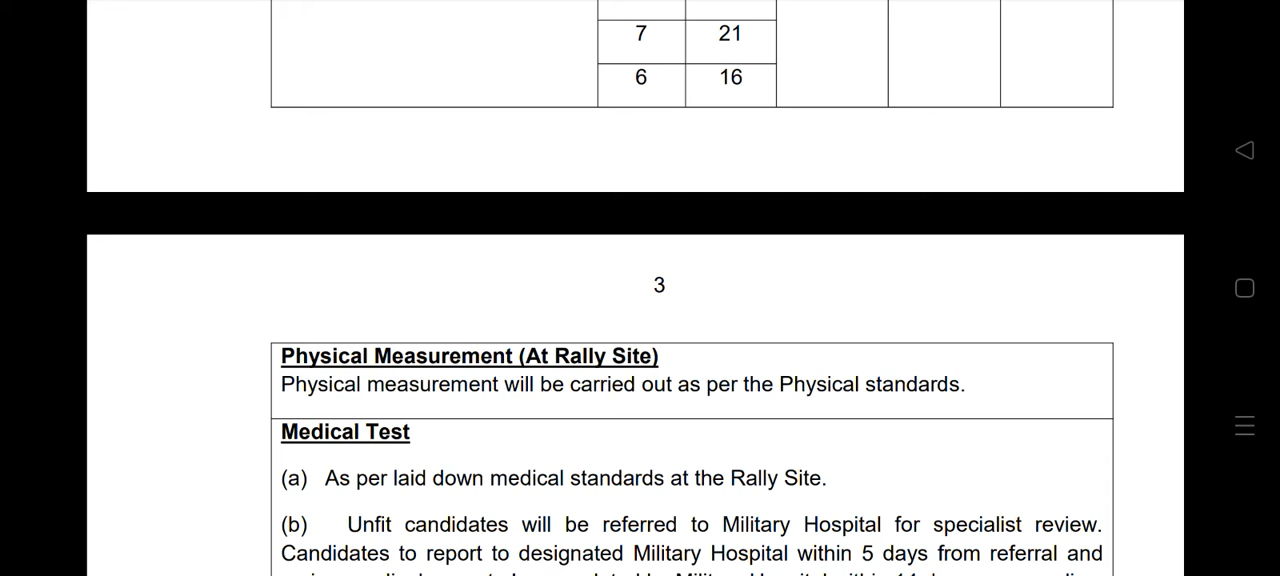 7 21
6 16
3
Physical Measurement (At Rally Site)
Physical measurement will be carried out as per the Physical standards.
Medical Test
(a) As per laid down medical standards at the Rally Site.
(b) Unfit candidates will be referred to Military Hospital for specialist review.
Candidates to report to designated Military Hospital within 5 days from referral and